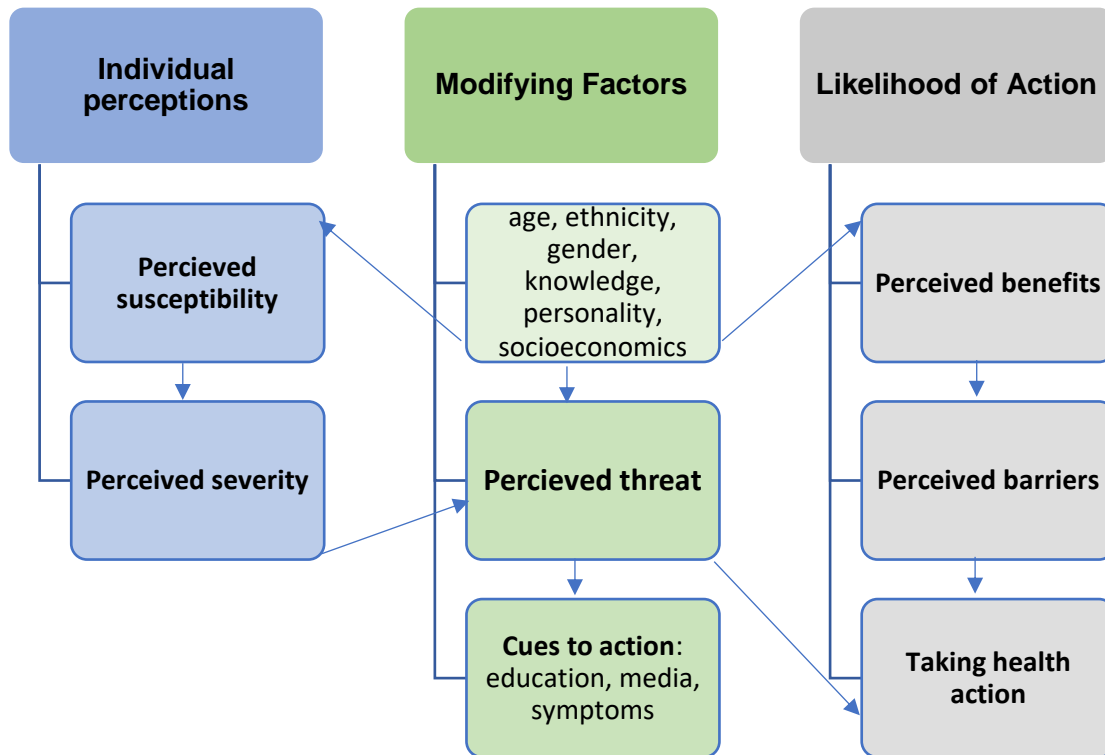 Individual
perceptions
Modifying Factors
Likelihood of Action
Percieved
susceptibility
Perceived severity
age, ethnicity,
gender,
knowledge,
personality,
socioeconomics
Percieved threat
Cues to action:
education, media,
symptoms
Perceived benefits
Perceived barriers
Taking health
action